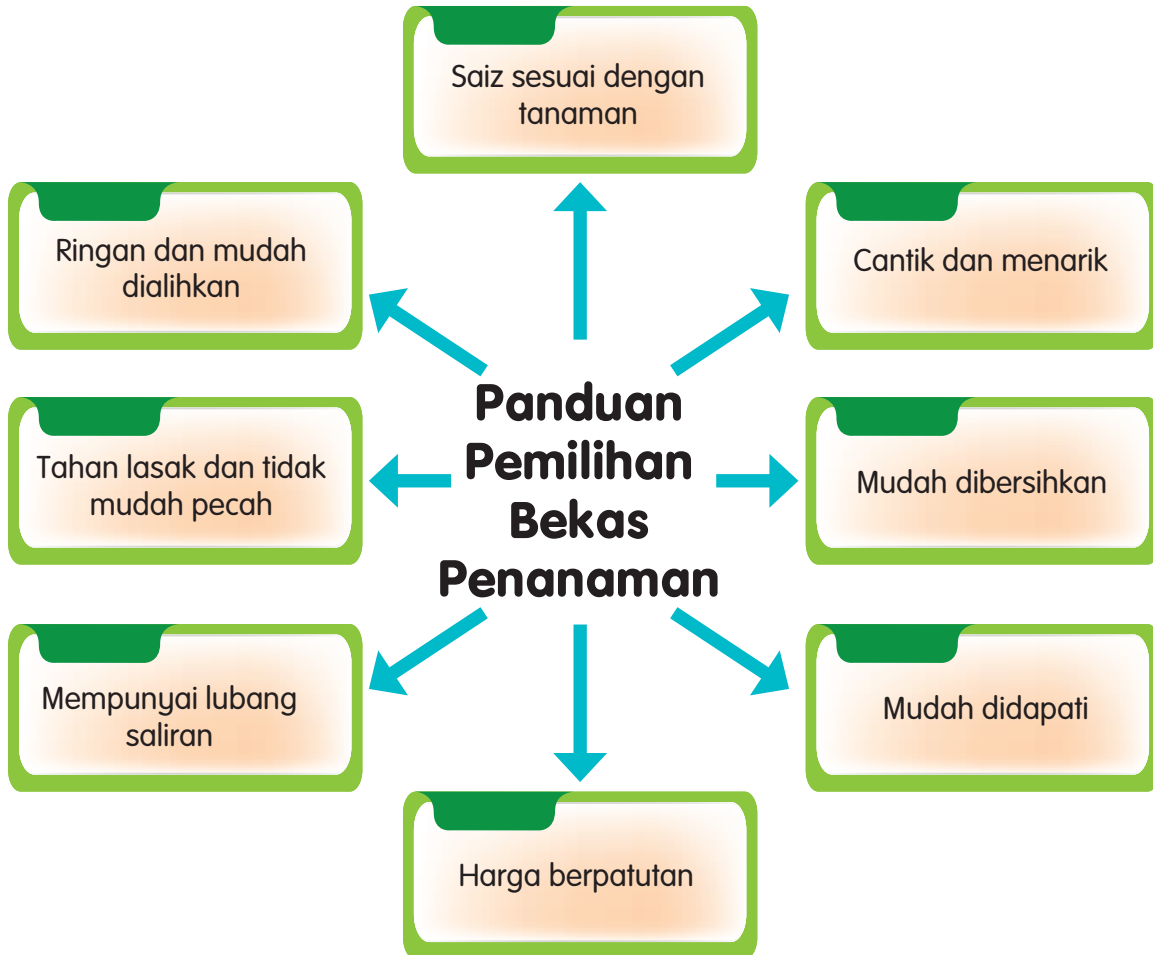 Saiz sesuai dengan
tanaman
Ringan dan mudah
dialihkan
Cantik dan menarik
Panduan
Pemilihan
Bekas
Penanaman
Tahan lasak dan tidak
mudah pecah
Mudah dibersihkan
Mempunyai lubang
saliran
Mudah didapati
Harga berpatutan